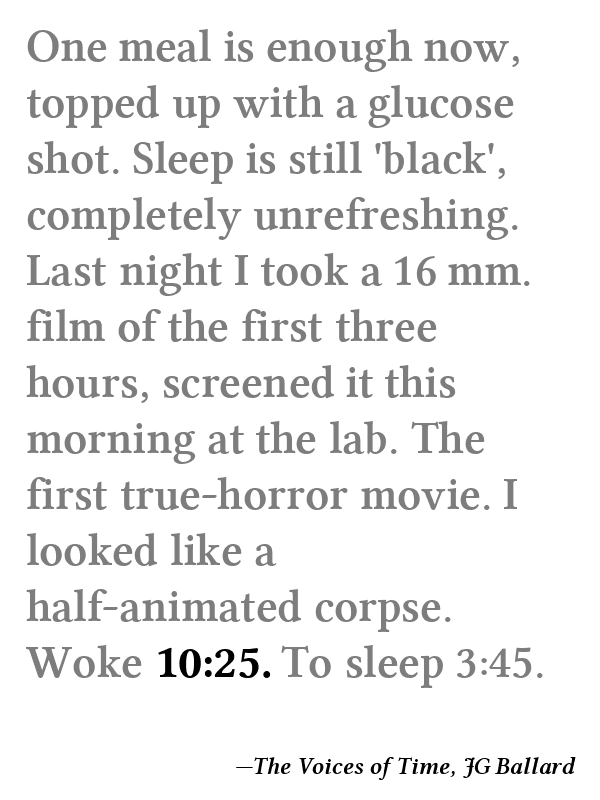 One meal is enough now,
topped up with a glucose
shot. Sleep is still 'black',
completely unrefreshing.
Last night I took a 16 mm.
film of the first three
hours, screened it this
morning at the lab. The
first true-horror movie. I
looked like a
half-animated corpse.
Woke 10:25. To sleep 3:45.
—The Voices of Time, JG Ballard